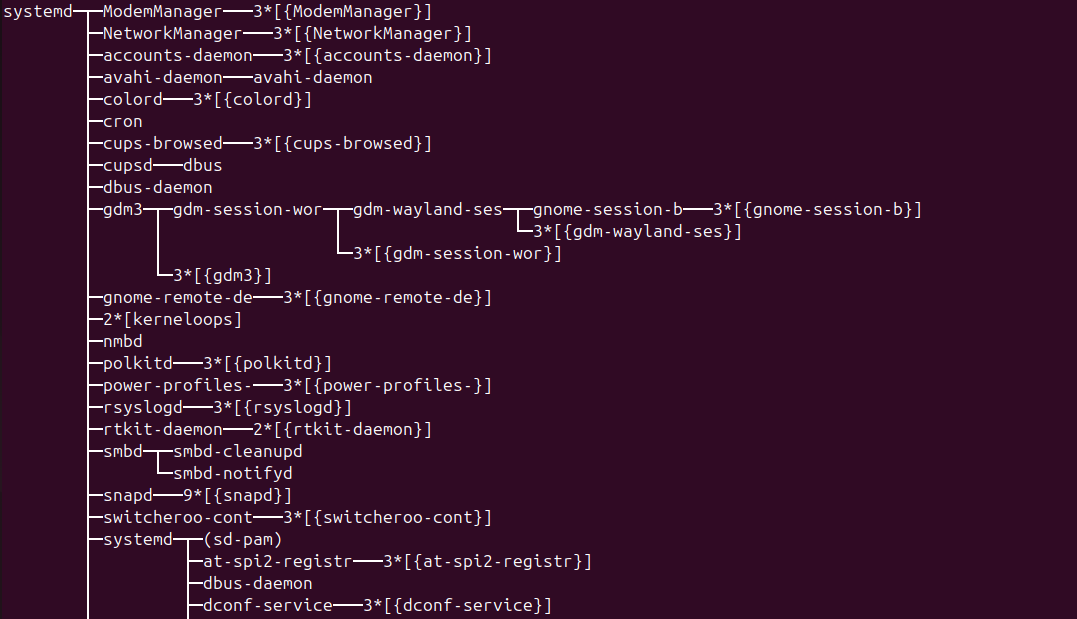 systemd─┬─ModemManager───3*[{ModemManager}]
        ├─NetworkManager───3*[{NetworkManager}]
        ├─accounts-daemon───3*[{accounts-daemon}]
        ├─avahi-daemon───avahi-daemon
        ├─colord───3*[{colord}]
        ├─cron
        ├─cups-browsed───3*[{cups-browsed}]
        ├─cupsd───dbus
        ├─dbus-daemon
        ├─gdm3─┬─gdm-session-wor─┬─gdm-wayland-ses─┬─gnome-session-b───3*[{gnome-session-b}]
        │      │                 │                 └─3*[{gdm-wayland-ses}]
        │      │                 └─3*[{gdm-session-wor}]
        │      └─3*[{gdm3}]
        ├─gnome-remote-de───3*[{gnome-remote-de}]
        ├─2*[kerneloops]
        ├─nmbd
        ├─polkitd───3*[{polkitd}]
        ├─power-profiles-───3*[{power-profiles-}]
        ├─rsyslogd───3*[{rsyslogd}]
        ├─rtkit-daemon───2*[{rtkit-daemon}]
        ├─smbd─┬─smbd-cleanupd
        │      └─smbd-notifyd
        ├─snapd───9*[{snapd}]
        ├─switcheroo-cont───3*[{switcheroo-cont}]
        ├─systemd─┬─(sd-pam)
        │         ├─at-spi2-registr───3*[{at-spi2-registr}]
        │         ├─dbus-daemon
        │         ├─dconf-service───3*[{dconf-service}]